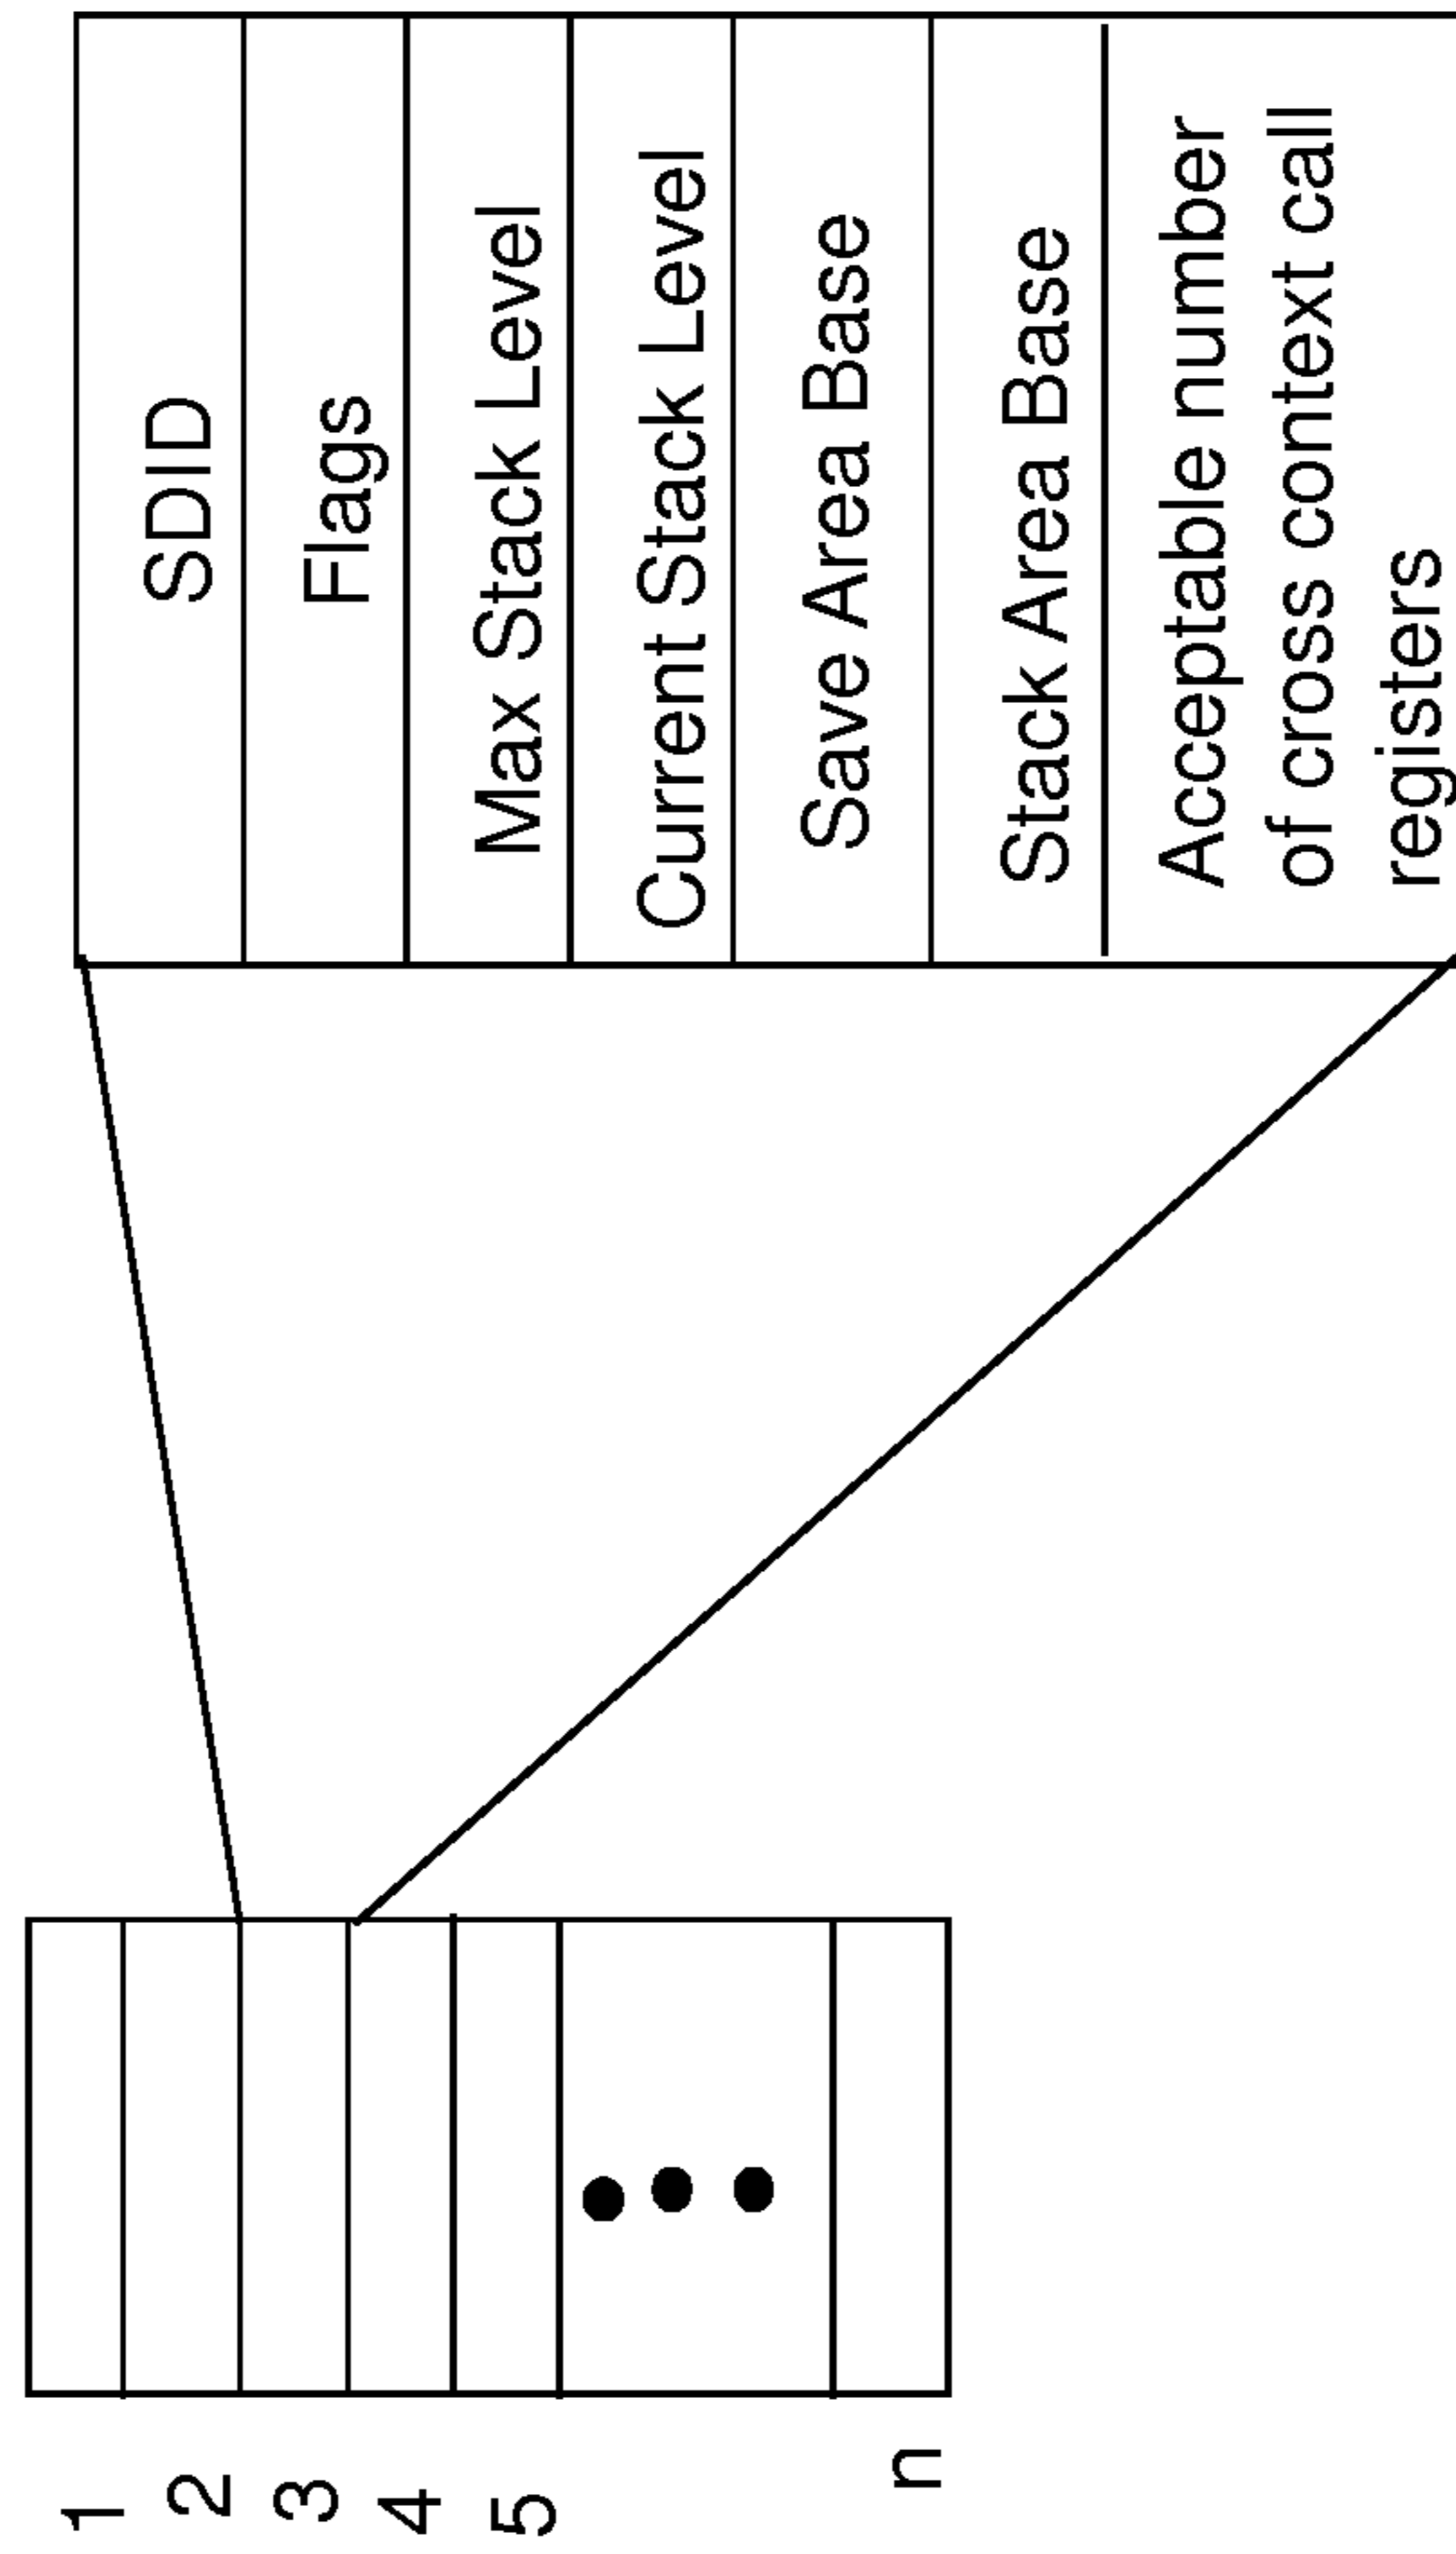 1
2
3
4
5
n
SDID
Flags
Max Stack Level
Current Stack Level
Save Area Base
Stack Area Base
Acceptable number
of cross context call
registers